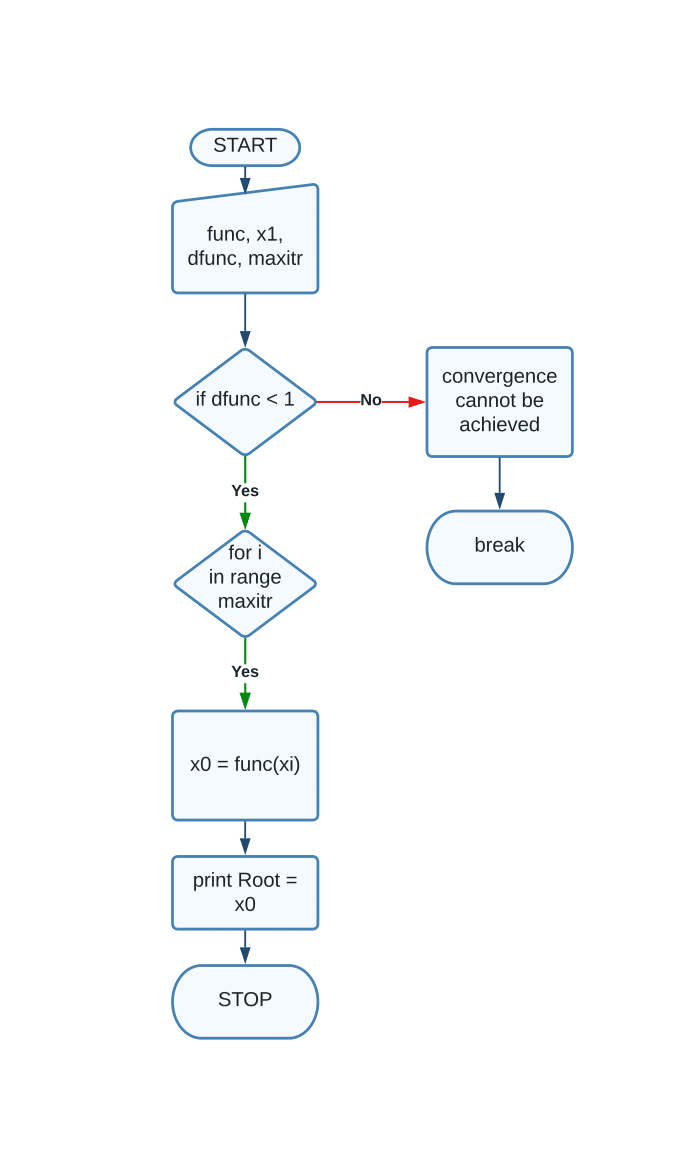 START
func, x1,
dfunc, maxitr
if dfunc < 1
No
convergence
cannot be
achieved
Yes
break
for i
in range
maxitr
Yes
x0 = func(xi)
print Root =
x0
STOP